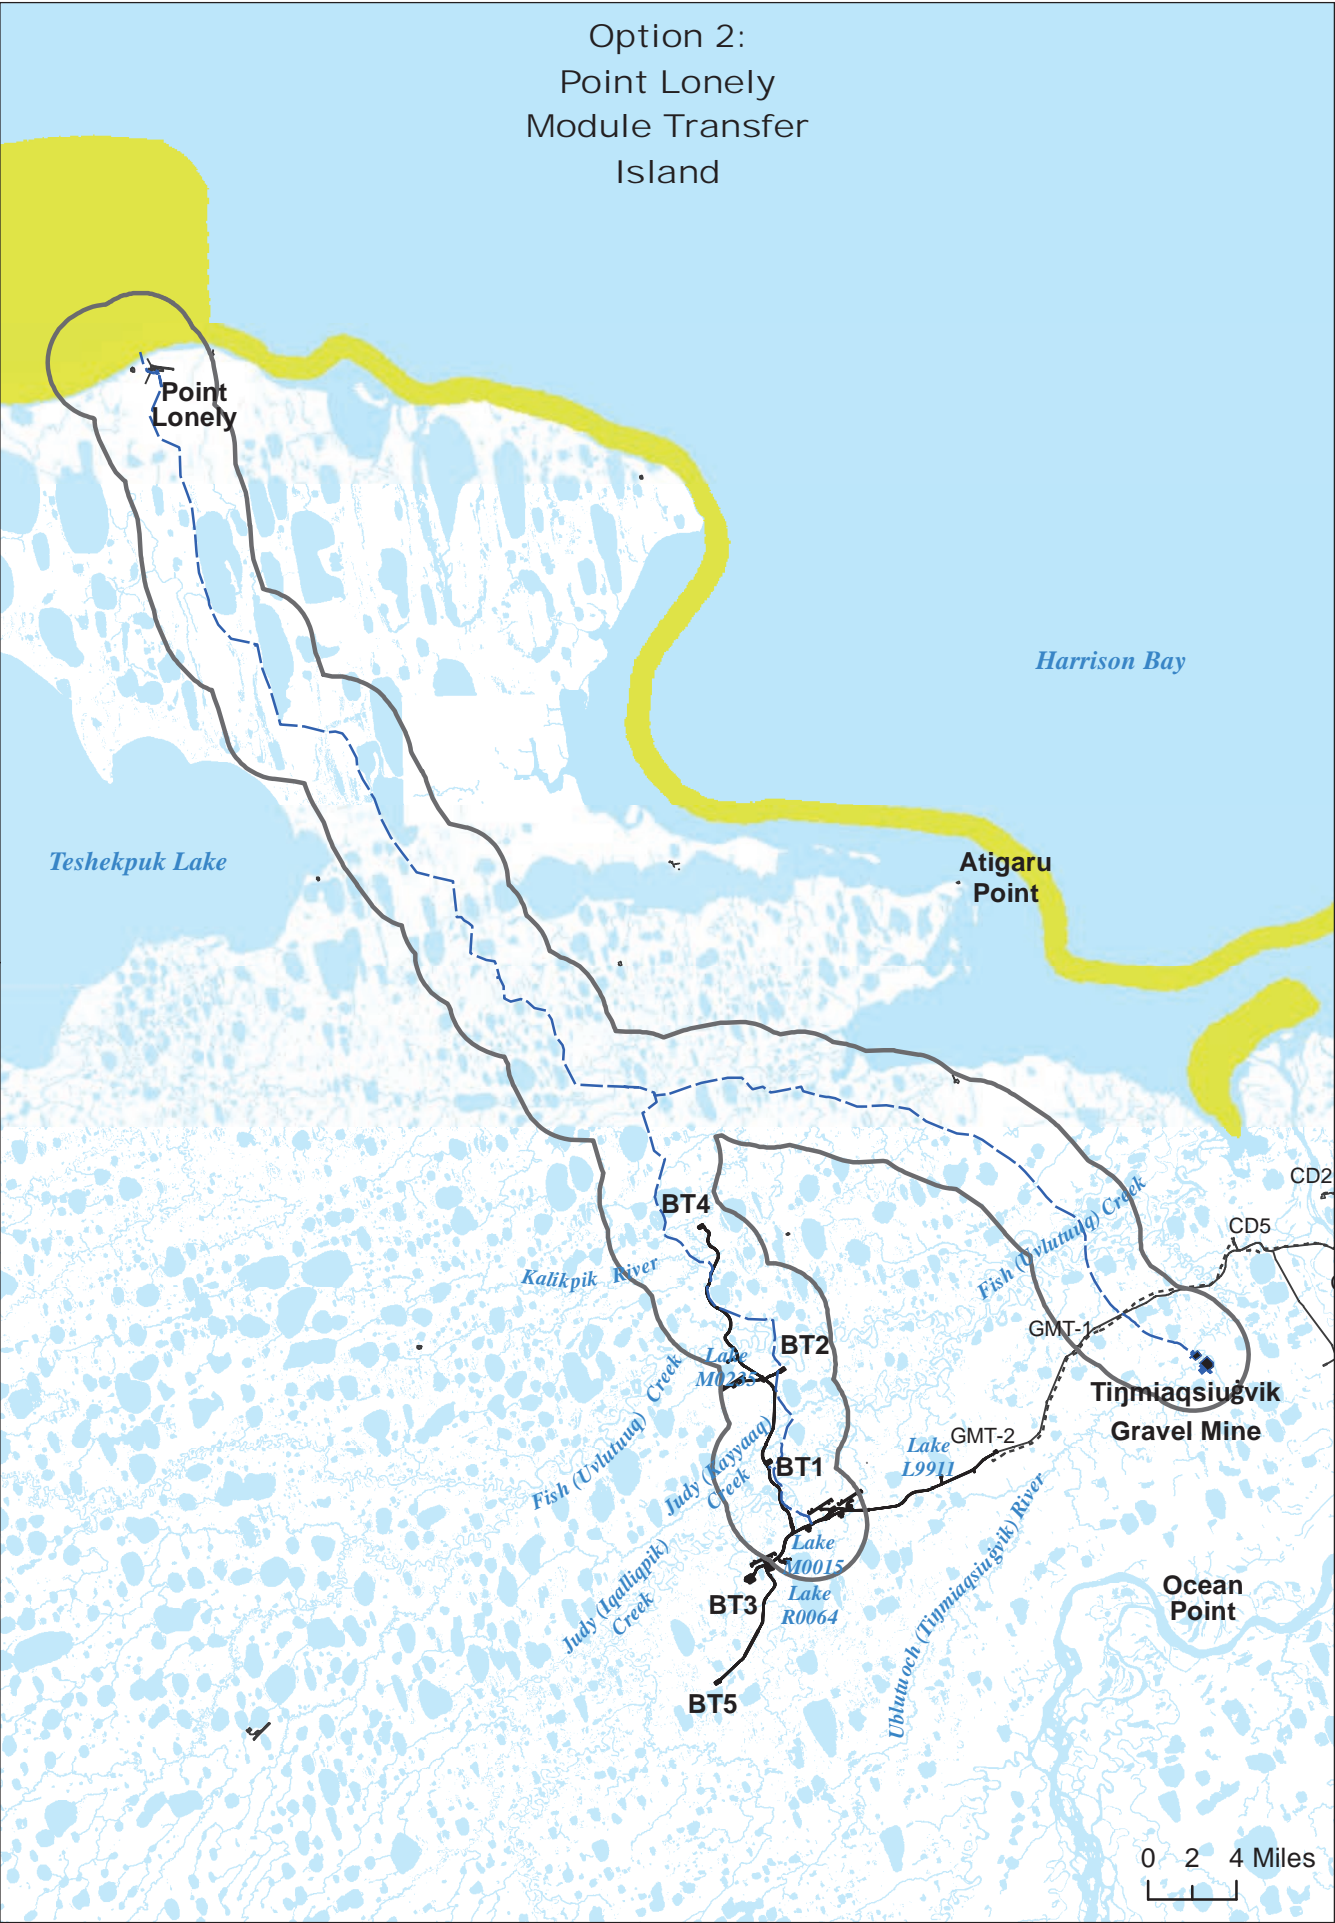 Option 2:
Point Lonely
Module Transfer
Island
Point
Lonely
Harrison Bay
Teshekpuk Lake
Atigaru
Point
CD2
Fish (Uvlutuuq) Creek
BT4
CD5
Kalikpik River
GMT-1
BT2
Lake
M0235
Tiŋmiaqsiuġvik
Gravel Mine
Fish (Uvlutuuq) Creek
Judy (Kayyaaq)
Creek
GMT-2
Lake
L9911
BT1
Lake
M0015
Judy (Iqalliqpik)
Creek
BT3
Lake
R0064
Ublutuoch (Tiŋmiaqsiuġvik) River
Ocean
Point
BT5
0 2 4 Miles